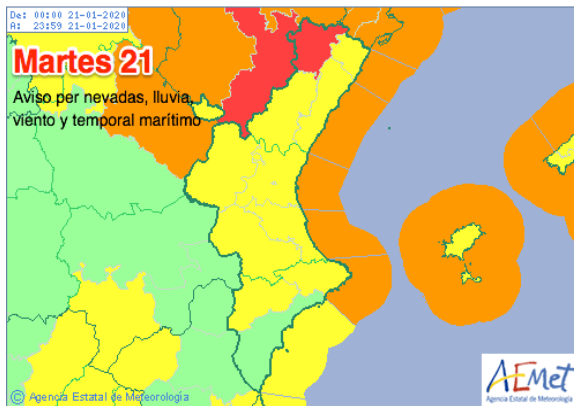 De: 00:00 21-01-2020
A: 23:59 21-01-2020
Martes 21
Aviso per nevadas, lluvia,
viento y temporal marítimo
© Agencia Estatal de Meteorología
AEMet
Agencia Estatal de Meteorología